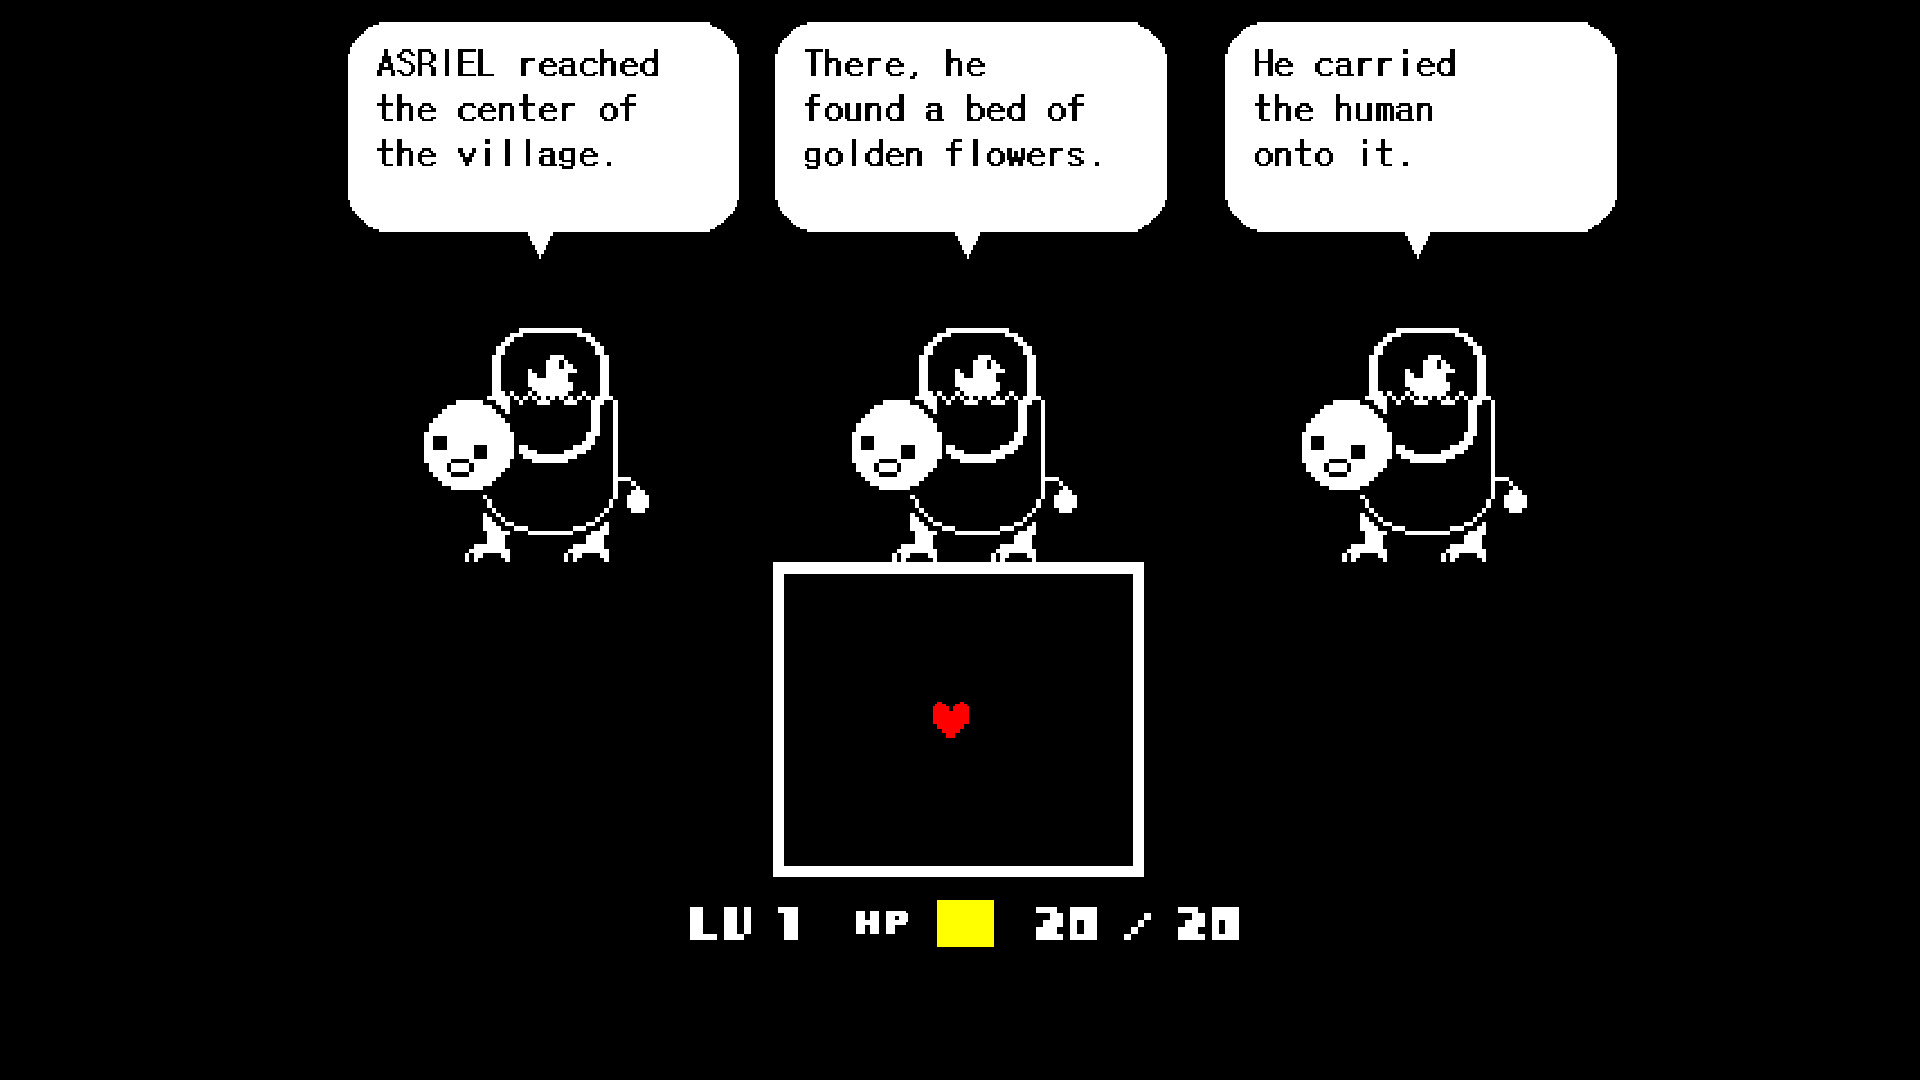 ASRIEL reached
the center of
the village.
There, he
found a bed of
golden flowers.
He carried
the human
onto it.
LV 1 HP 20 / 20